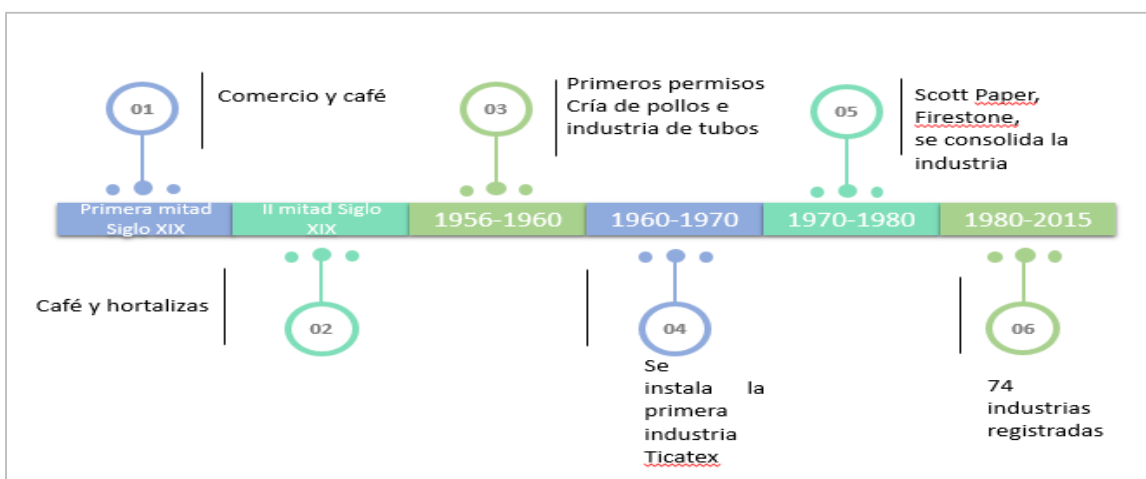 01
Comercio y café
03
Primeros permisos
Cría de pollos e
industria de tubos
05
Scott Paper,
Firestone,
se consolida la
industria
Primera mitad
Siglo XIX
II mitad Siglo
XIX
1956-1960
1960-1970
1970-1980
1980-2015
Café y hortalizas
02
04
Se
instala la
primera
industria
Ticatex
06
74
industrias
registradas